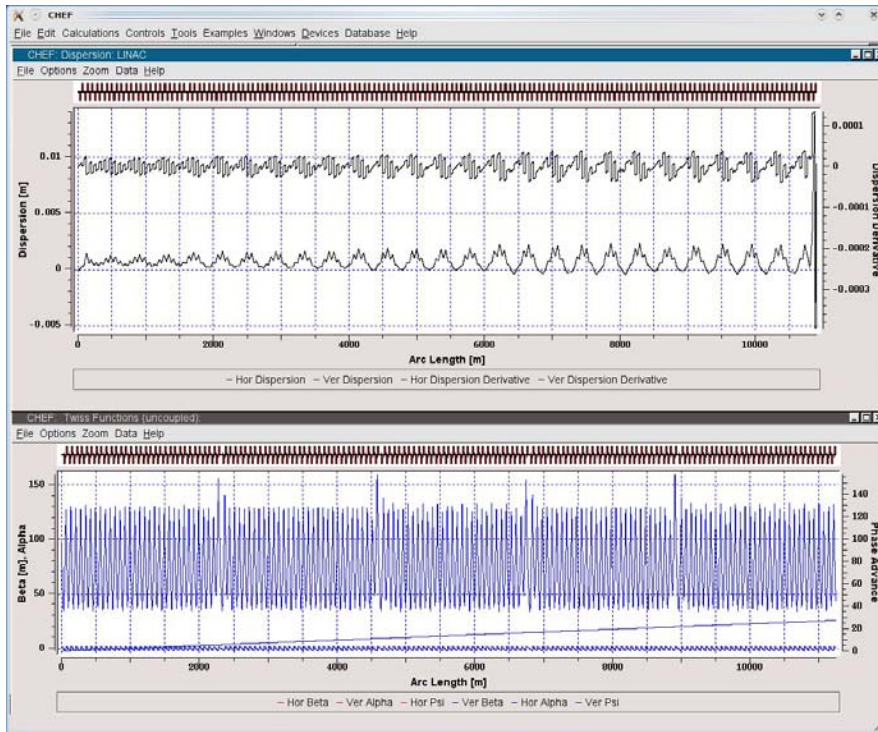 CHEF
File Edit Calculations Controls Tools Examples Windows Devices Database Help
CHEF: Dispersion: LINAC
File Options Zoom Data Help
0.01
0.005
0
-0.005
Dispersion [m]
0.0001
0
-0.0001
-0.0002
-0.0003
Dispersion Derivative
0 2000 4000 6000 8000 10000
Arc Length [m]
– Hor Dispersion – Ver Dispersion – Hor Dispersion Derivative – Ver Dispersion Derivative
CHEF: Twiss Functions (uncoupled):
File Options Zoom Data Help
150
100
50
0
Beta [m], Alpha
140
120
100
80
60
40
20
0
Phase Advance
0 2000 4000 6000 8000 10000
Arc Length [m]
– Hor Beta – Ver Alpha – Hor Psi – Ver Beta – Hor Alpha – Ver Psi